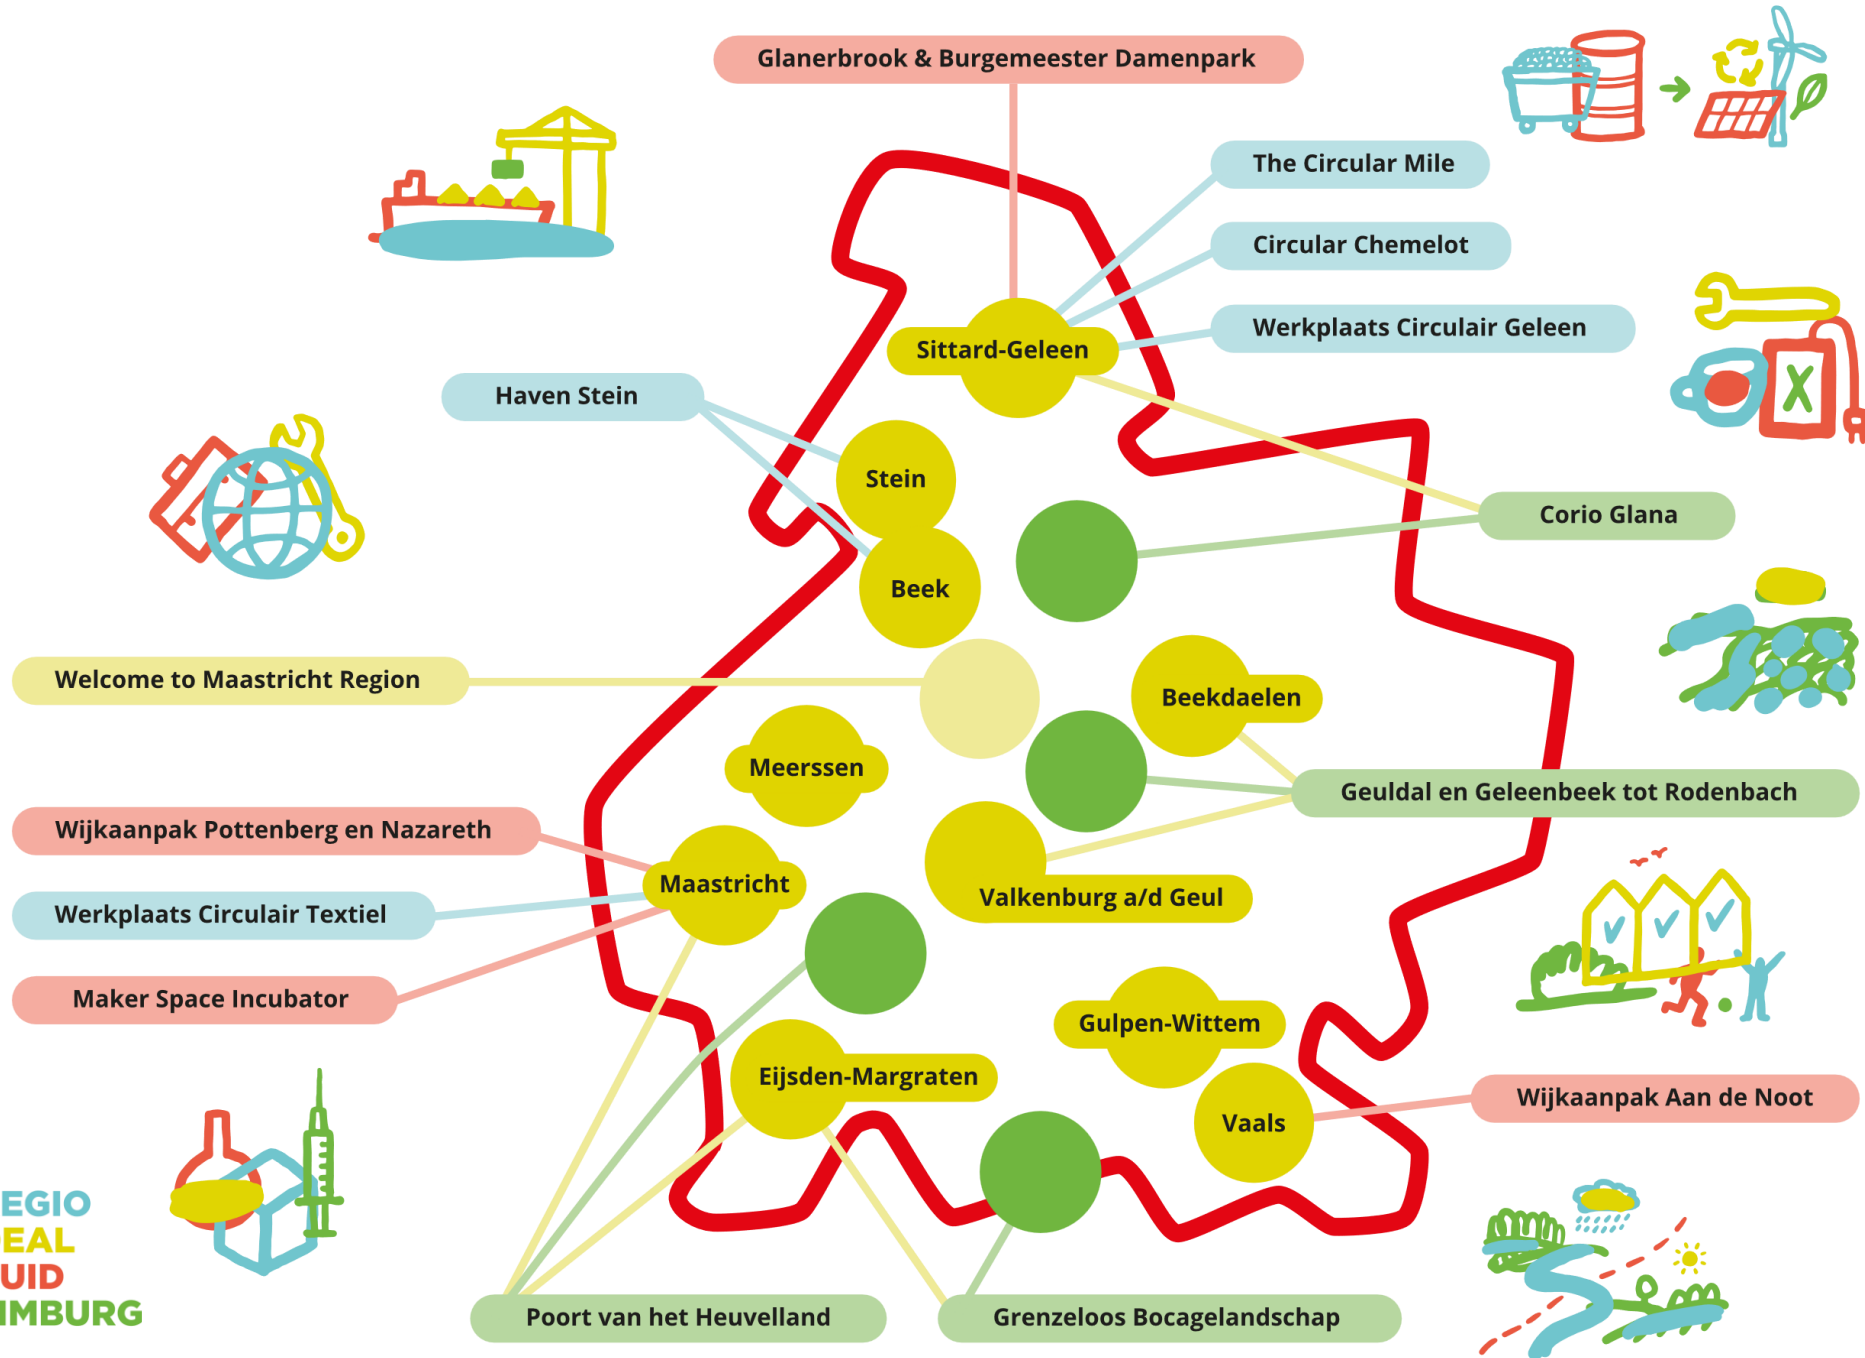 Glanerbrook & Burgemeester Damenpark
The Circular Mile
Circular Chemelot
Werkplaats Circulair Geleen
Sittard-Geleen
Haven Stein
Stein
Corio Glana
Beek
Welcome to Maastricht Region
Beekdaelen
Meerssen
Geuldal en Geleenbeek tot Rodenbach
Wijkaanpak Pottenberg en Nazareth
Maastricht
Valkenburg a/d Geul
Werkplaats Circulair Textiel
Maker Space Incubator
Gulpen-Wittem
Eijsden-Margraten
Wijkaanpak Aan de Noot
Vaals
EGIO
EAL
UID
IMBURG
Poort van het Heuvelland
Grenzeloos Bocagelandschap